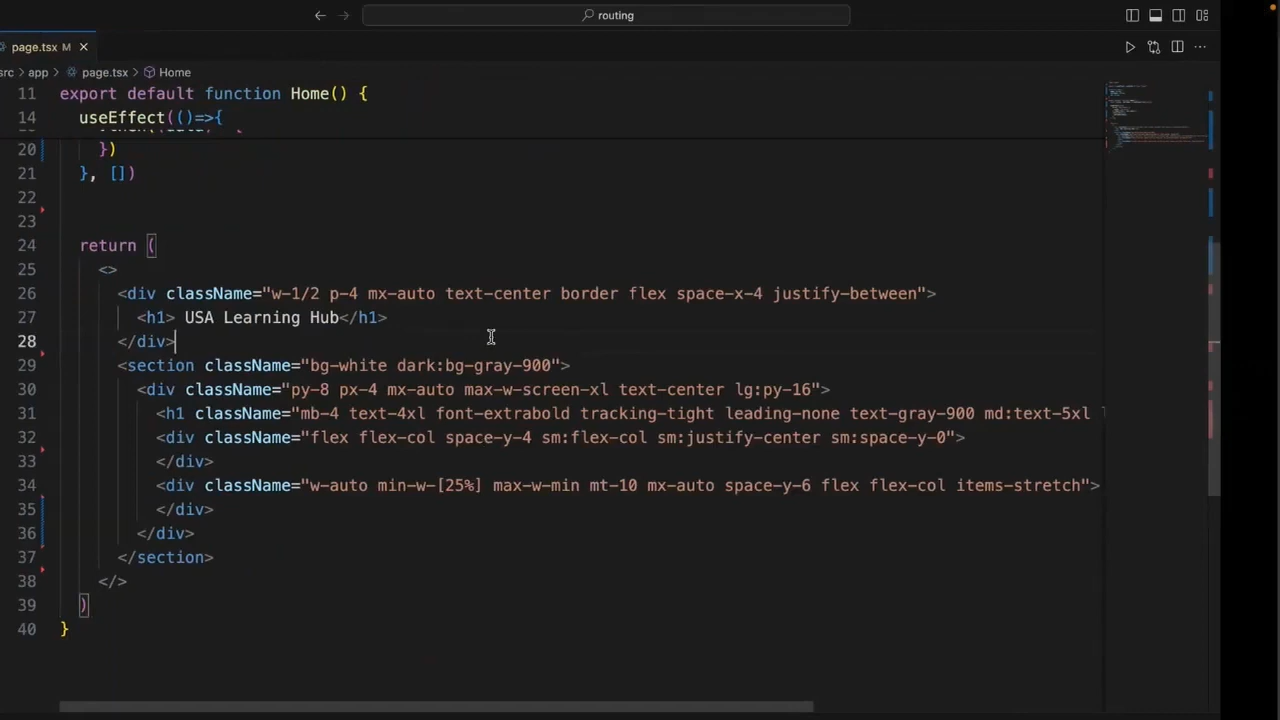 routing
page.tsx M
src > app > page.tsx > Home
11 export default function Home() {
14 useEffect(()=>{
20 })
21 }, [])
22
23
24 return (
25 <>
26 <div className="w-1/2 p-4 mx-auto text-center border flex space-x-4 justify-between">
27 <h1> USA Learning Hub</h1>
28 </div>
29 <section className="bg-white dark:bg-gray-900">
30 <div className="py-8 px-4 mx-auto max-w-screen-xl text-center lg:py-16">
31 <h1 className="mb-4 text-4xl font-extrabold tracking-tight leading-none text-gray-900 md:text-5xl
32 <div className="flex flex-col space-y-4 sm:flex-col sm:justify-center sm:space-y-0">
33 </div>
34 <div className="w-auto min-w-[25%] max-w-min mt-10 mx-auto space-y-6 flex flex-col items-stretch">
35 </div>
36 </div>
37 </section>
38 </>
39 )
40 }